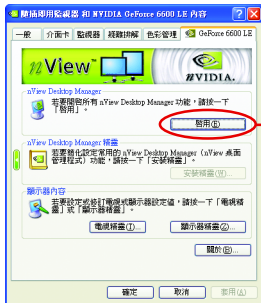 隨插即用監視器 和 NVIDIA GeForce 6600 LE 內容
一般
介面卡
監視器
疑難排解
色彩管理
GeForce 6600 LE
nView
nVIDIA.
nView Desktop Manager
若要開啟所有 nView Desktop Manager 功能，請按一下
「啟用」。
啟用(E)
nView Desktop Manager 精靈
若要替化設定常用的 nView Desktop Manager (nView 桌面
管理程式) 功能，請按一下「安裝精靈」。
安裝精靈(W)...
顯示器內容
若要設定或修訂電視或顯示器設定值，請按一下「電視精
靈」或「顯示器精靈」。
電視精靈(T)...
顯示器精靈(Z)...
關於(B)...
確定
取消
套用(A)